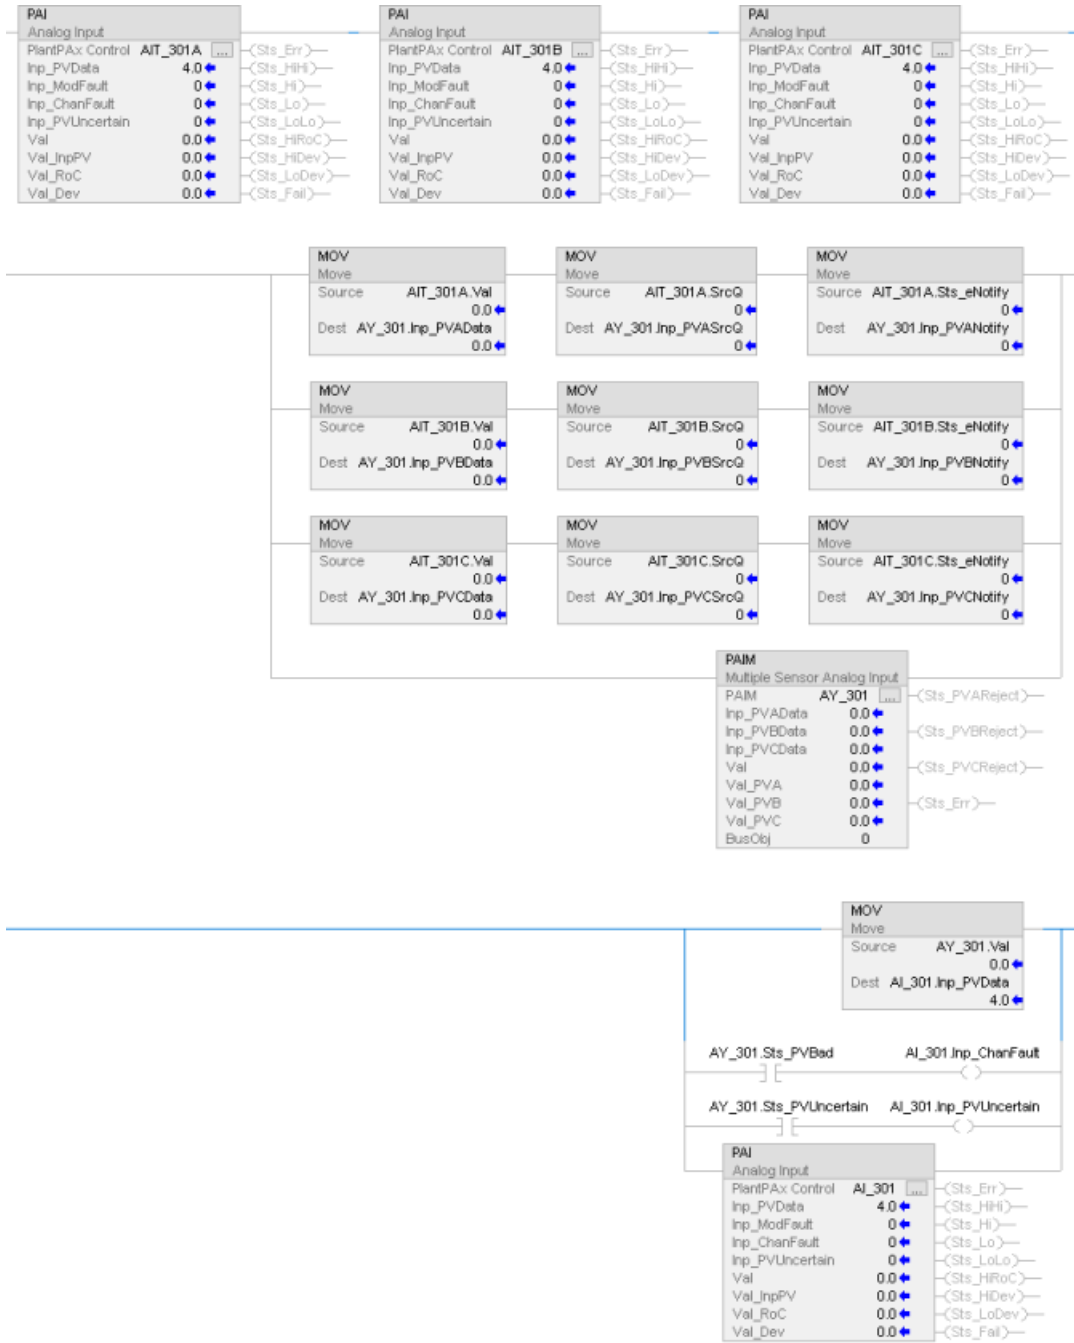 PAI PAI PAI
Analog Input Analog Input Analog Input
PlantPAx Control AIT_301A ... (Sts_Err) PlantPAx Control AIT_301B ... (Sts_Err) PlantPAx Control AIT_301C ... (Sts_Err)
Inp_PVData 4.0 (Sts_HiHi) Inp_PVData 4.0 (Sts_HiHi) Inp_PVData 4.0 (Sts_HiHi)
Inp_ModFault 0 (Sts_Hi) Inp_ModFault 0 (Sts_Hi) Inp_ModFault 0 (Sts_Hi)
Inp_ChanFault 0 (Sts_Lo) Inp_ChanFault 0 (Sts_Lo) Inp_ChanFault 0 (Sts_Lo)
Inp_PVUncertain 0 (Sts_LoLo) Inp_PVUncertain 0 (Sts_LoLo) Inp_PVUncertain 0 (Sts_LoLo)
Val 0.0 (Sts_HiRoC) Val 0.0 (Sts_HiRoC) Val 0.0 (Sts_HiRoC)
Val_InpPV 0.0 (Sts_HiDev) Val_InpPV 0.0 (Sts_HiDev) Val_InpPV 0.0 (Sts_HiDev)
Val_RoC 0.0 (Sts_LoDev) Val_RoC 0.0 (Sts_LoDev) Val_RoC 0.0 (Sts_LoDev)
Val_Dev 0.0 (Sts_Fail) Val_Dev 0.0 (Sts_Fail) Val_Dev 0.0 (Sts_Fail)
MOV MOV MOV
Move Move Move
Source AIT_301A.Val Source AIT_301A.SrcQ Source AIT_301A.Sts_eNotify
0.0 0 0
Dest AY_301.Inp_PVAData Dest AY_301.Inp_PVASrcQ Dest AY_301.Inp_PVANotify
0.0 0 0
MOV MOV MOV
Move Move Move
Source AIT_301B.Val Source AIT_301B.SrcQ Source AIT_301B.Sts_eNotify
0.0 0 0
Dest AY_301.Inp_PVBData Dest AY_301.Inp_PVBSrcQ Dest AY_301.Inp_PVBNotify
0.0 0 0
MOV MOV MOV
Move Move Move
Source AIT_301C.Val Source AIT_301C.SrcQ Source AIT_301C.Sts_eNotify
0.0 0 0
Dest AY_301.Inp_PVCData Dest AY_301.Inp_PVCSrcQ Dest AY_301.Inp_PVCNotify
0.0 0 0
PAIM
Multiple Sensor Analog Input
PAIM AY_301 ... (Sts_PVAReject)
Inp_PVAData 0.0
Inp_PVBData 0.0 (Sts_PVBReject)
Inp_PVCData 0.0
Val 0.0 (Sts_PVCReject)
Val_PVA 0.0
Val_PVB 0.0 (Sts_Err)
Val_PVC 0.0
BusObj 0
MOV
Move
Source AY_301.Val
0.0
Dest AI_301.Inp_PVData
4.0
AY_301.Sts_PVBad AI_301.Inp_ChanFault
AY_301.Sts_PVUncertain AI_301.Inp_PVUncertain
PAI
Analog Input
PlantPAx Control AI_301 ... (Sts_Err)
Inp_PVData 4.0 (Sts_HiHi)
Inp_ModFault 0 (Sts_Hi)
Inp_ChanFault 0 (Sts_Lo)
Inp_PVUncertain 0 (Sts_LoLo)
Val 0.0 (Sts_HiRoC)
Val_InpPV 0.0 (Sts_HiDev)
Val_RoC 0.0 (Sts_LoDev)
Val_Dev 0.0 (Sts_Fail)